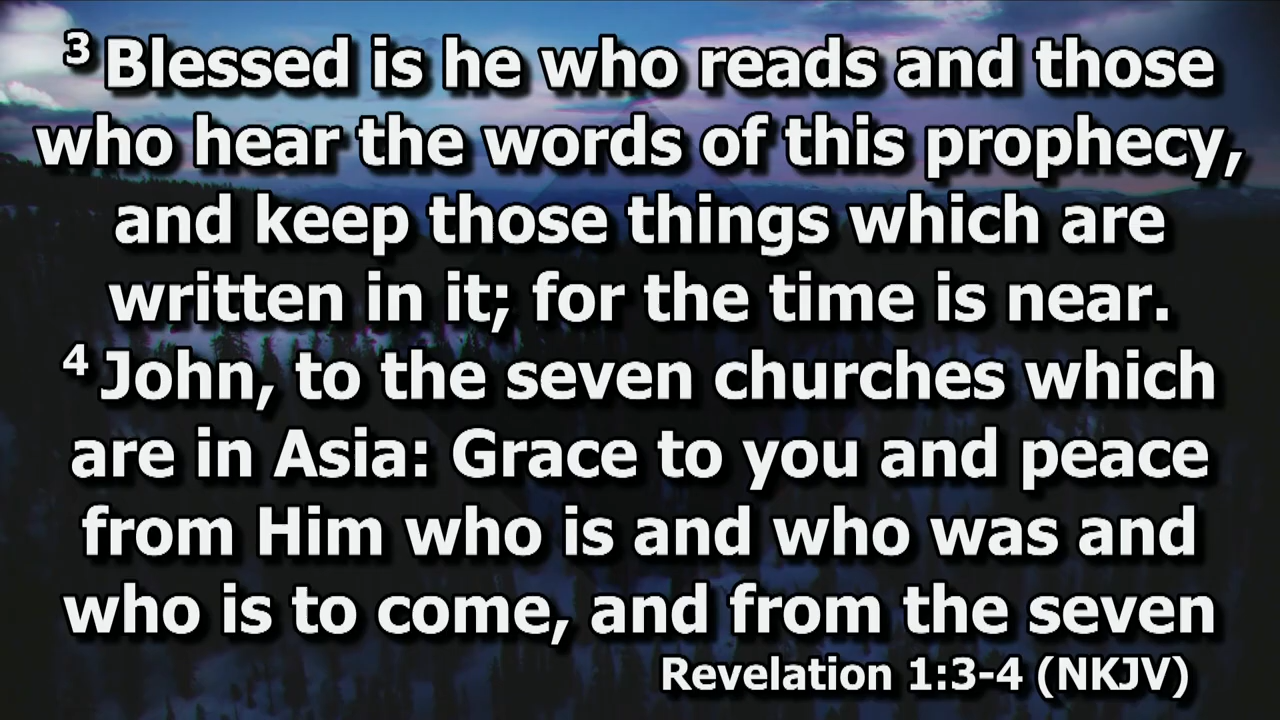 3 Blessed is he who reads and those
who hear the words of this prophecy,
and keep those things which are
written in it; for the time is near.
4 John, to the seven churches which
are in Asia: Grace to you and peace
from Him who is and who was and
who is to come, and from the seven
Revelation 1:3-4 (NKJV)